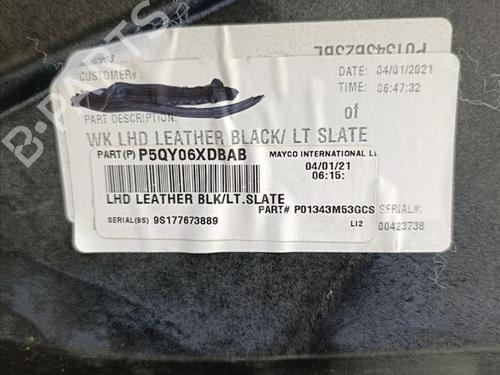 P01343B23BL
CUSTOMER#:
DATE: 04/01/2021
TIME: 06:47:32
PART DESCRIPTION:
of
WK LHD LEATHER BLACK/ LT SLATE
PART(P) P5QY06XDBAB
MAYCO INTERNATIONAL LL
04/01/21
06:15:
LHD LEATHER BLK/LT.SLATE
PART# P01343M53GCS
SERIAL#:
SERIAL(9S) 9S177673889
LI2
00423738
B-PARTS